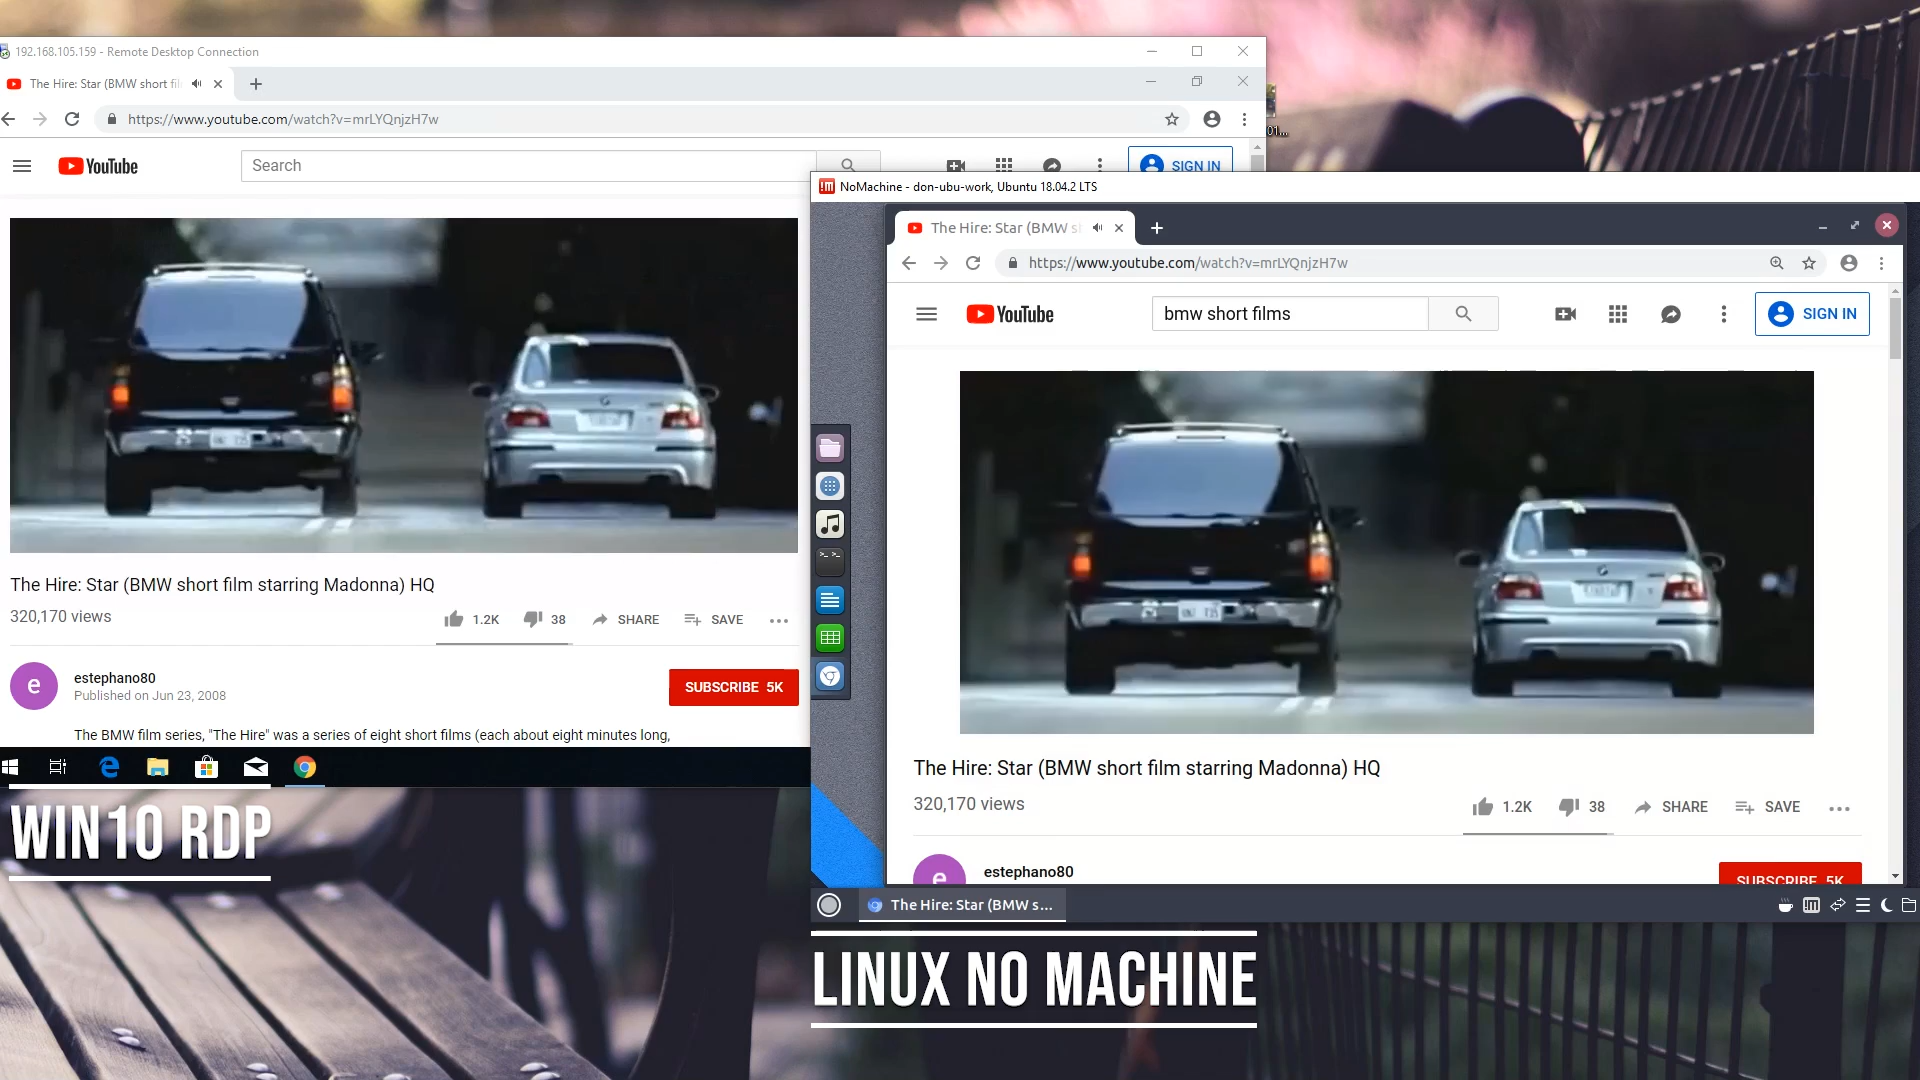 192.168.105.159 - Remote Desktop Connection
The Hire: Star (BMW short fil
https://www.youtube.com/watch?v=mrLYQnjzH7w
YouTube
Search
SIGN IN
The Hire: Star (BMW short film starring Madonna) HQ
320,170 views
1.2K
38
SHARE
SAVE
e
estephano80
Published on Jun 23, 2008
SUBSCRIBE 5K
The BMW film series, "The Hire" was a series of eight short films (each about eight minutes long,
WIN10 RDP
01...
!M NoMachine - don-ubu-work, Ubuntu 18.04.2 LTS
The Hire: Star (BMW s
https://www.youtube.com/watch?v=mrLYQnjzH7w
YouTube
bmw short films
SIGN IN
The Hire: Star (BMW short film starring Madonna) HQ
320,170 views
1.2K
38
SHARE
SAVE
e
estephano80
SUBSCRIBE 5K
The Hire: Star (BMW s...
!M
LINUX NO MACHINE